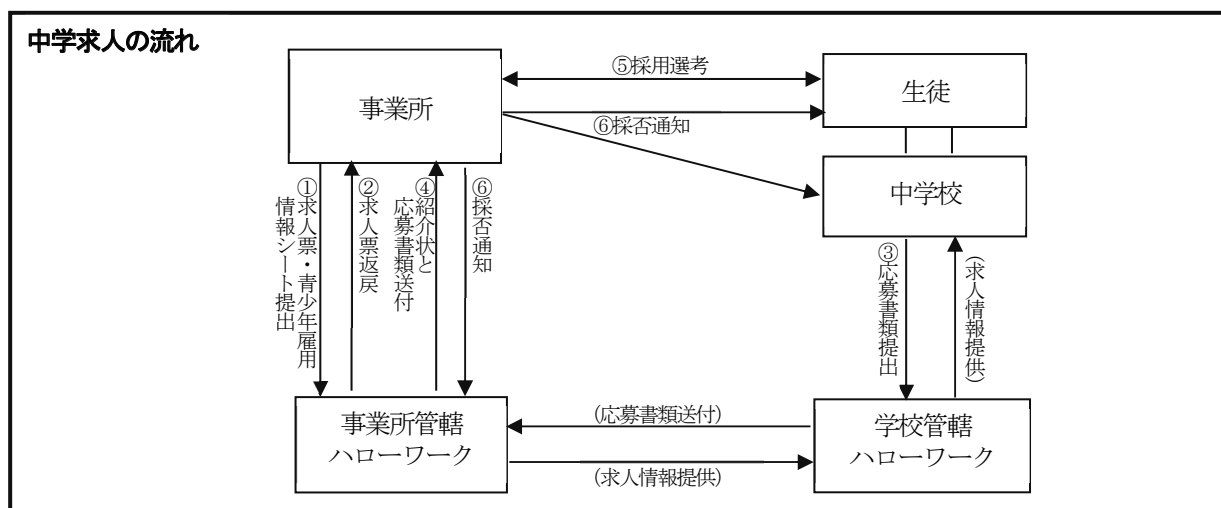 中学求人の流れ
事業所
⑤採用選考
生徒
⑥採否通知
中学校
①求人票・青少年雇用
情報シート提出
②求人票返戻
④紹介状と
応募書類送付
⑥採否通知
③応募書類提出
(求人情報提供)
事業所管轄
ハローワーク
(応募書類送付)
(求人情報提供)
学校管轄
ハローワーク